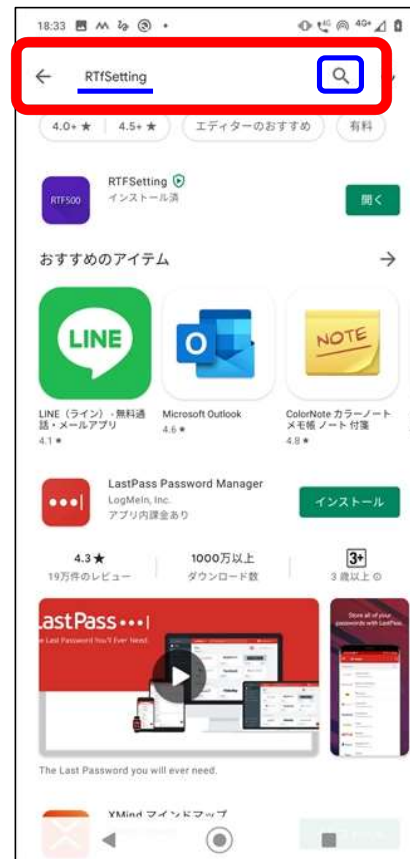 18:33
4G+
RTfSetting
4.0+ ★ 4.5+ ★ エディターのおすすめ 有料
RTF500
RTFSetting
インストール済
開く
おすすめのアイテム
LINE
NOTE
LINE（ライン） - 無料通
話・メールアプリ
4.1 ★
Microsoft Outlook
4.6 ★
ColorNote カラーノート
メモ帳 ノート 付箋
4.8 ★
LastPass Password Manager
LogMeIn, Inc.
アプリ内課金あり
インストール
4.3 ★
19万件のレビュー
1000万以上
ダウンロード数
3+
3 歳以上
LastPass
The Last Password You'll Ever Need.
Store all of your
passwords with LastPass.
The Last Password you will ever need.
XMind マインドマップ